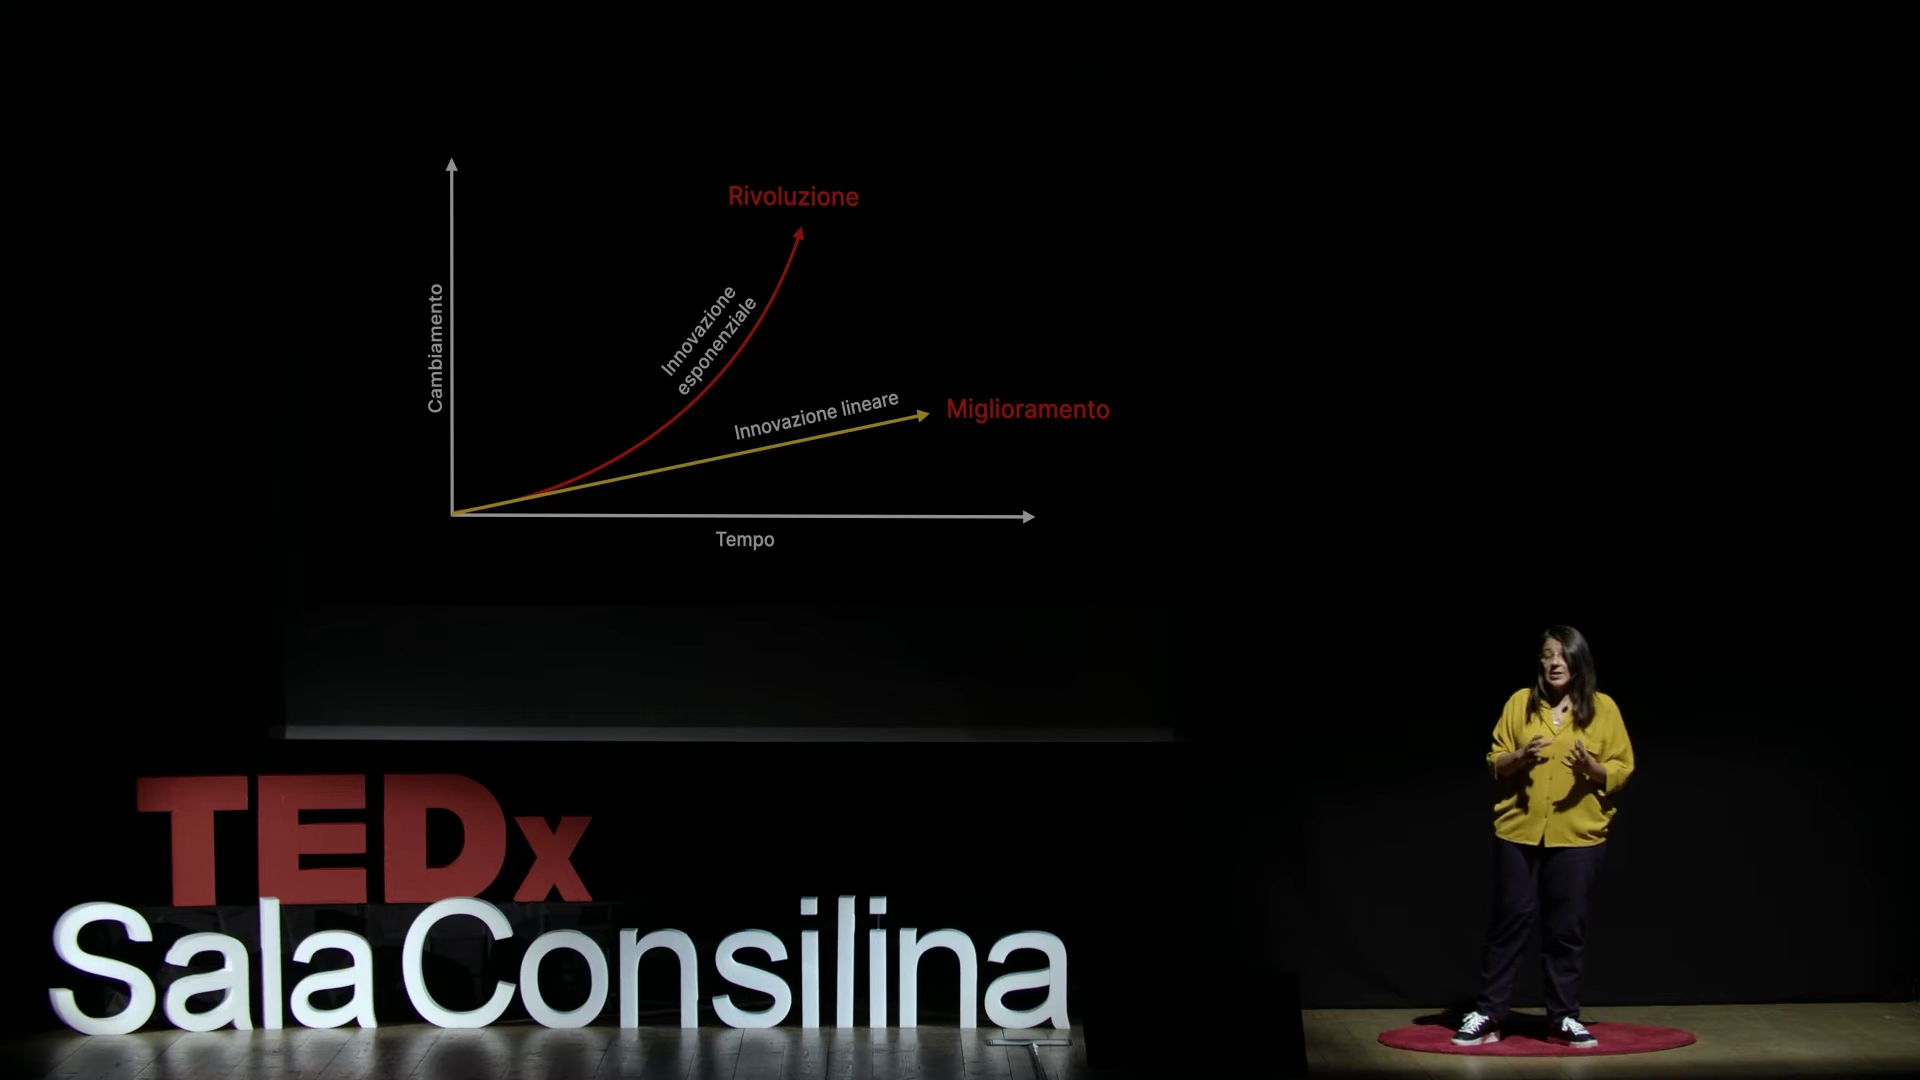 Rivoluzione
Innovazione
esponenziale
Cambiamento
Innovazione lineare
Miglioramento
Tempo
TEDx
Sala Consilina